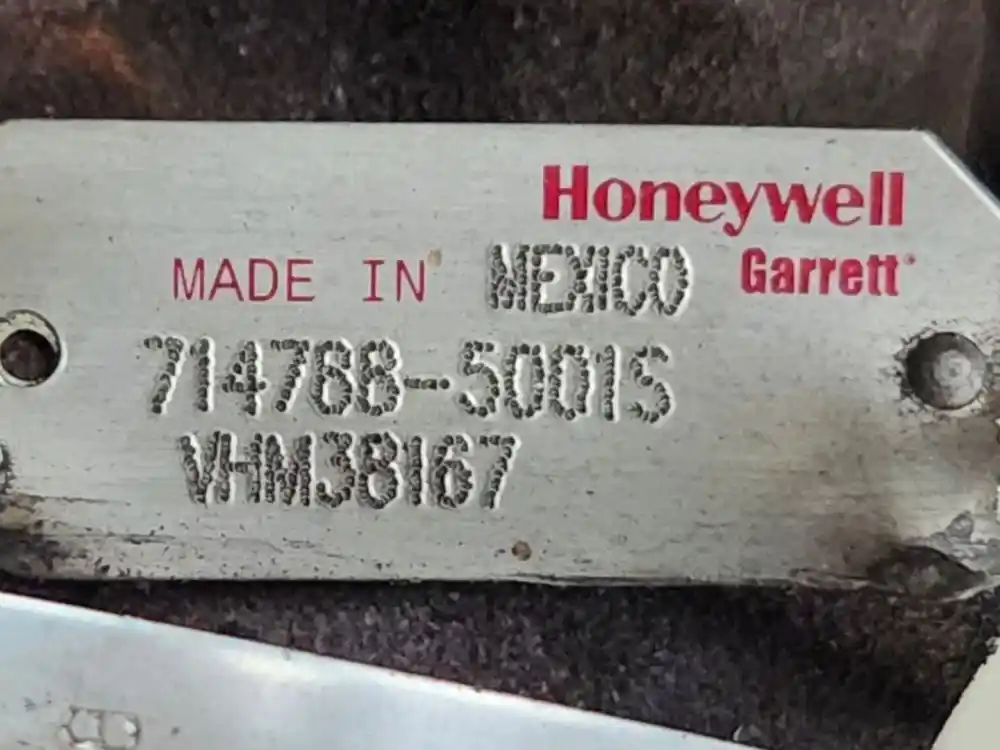 Honeywell
MADE IN MEXICO Garrett
714788-5001S
VHM38167